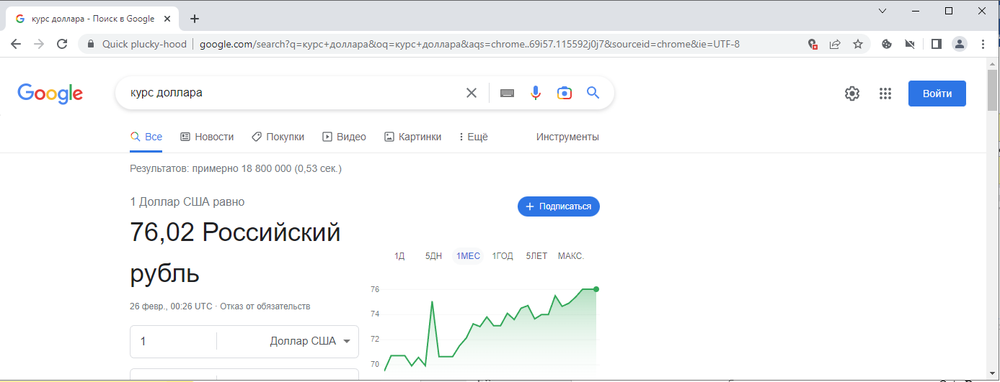 курс доллара - Поиск в Google
Quick plucky-hood google.com/search?q=курс+доллара&oq=курс+доллара&aqs=chrome..69i57.115592j0j7&sourceid=chrome&ie=UTF-8
Google
курс доллара
Войти
Все Новости Покупки Видео Картинки Ещё Инструменты
Результатов: примерно 18 800 000 (0,53 сек.)
1 Доллар США равно
Подписаться
76,02 Российский
рубль
26 февр., 00:26 UTC · Отказ от обязательств
1Д 5ДН 1МЕС 1ГОД 5ЛЕТ МАКС.
76
74
72
70
1 Доллар США